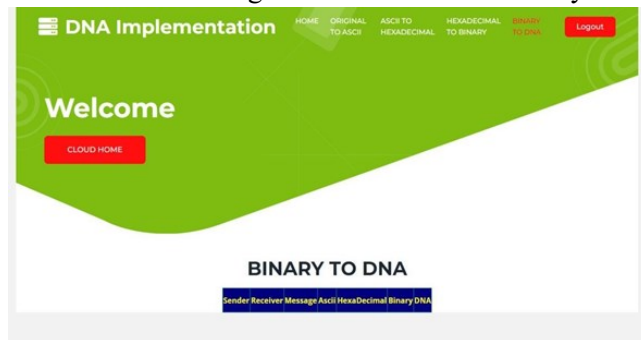 DNA Implementation
HOME
ORIGINAL TO ASCII
ASCII TO HEXADECIMAL
HEXADECIMAL TO BINARY
BINARY TO DNA
Logout
Welcome
CLOUD HOME
BINARY TO DNA
Sender Receiver Message Ascii HexaDecimal Binary DNA